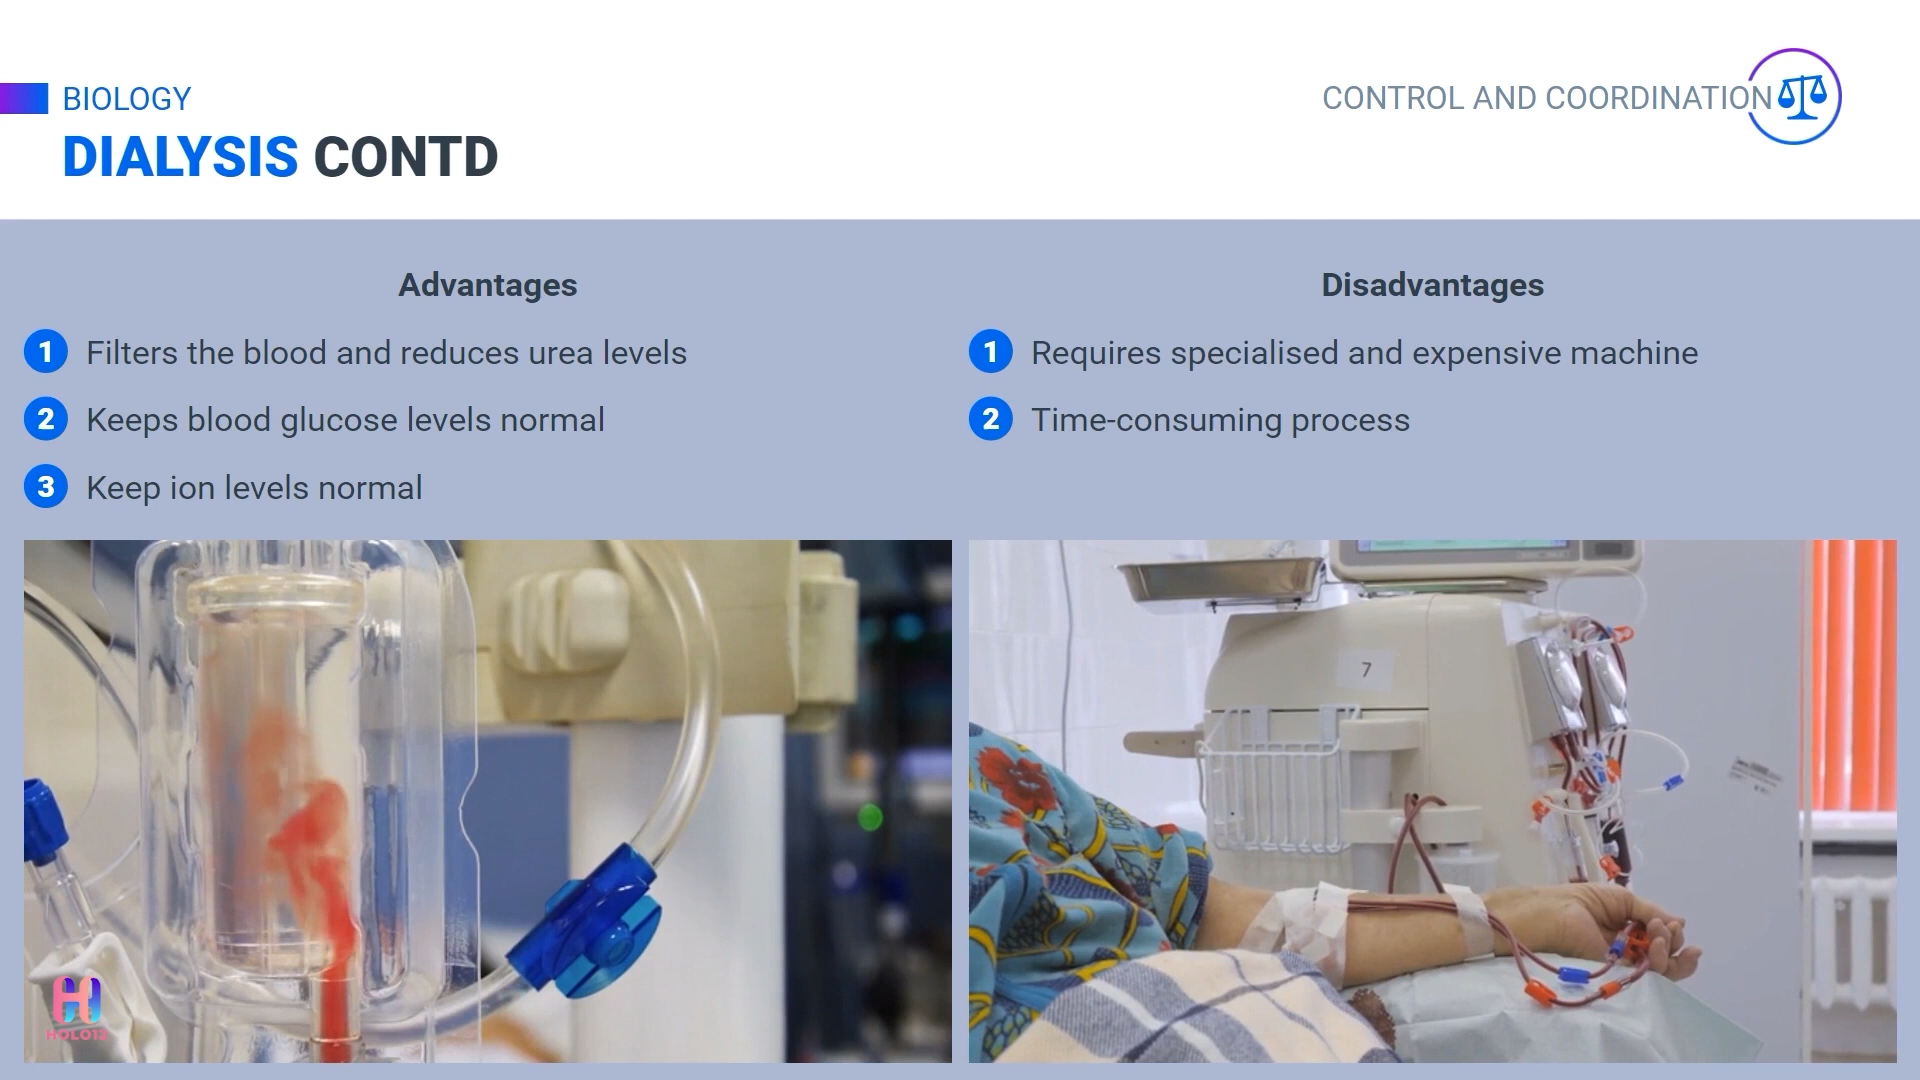 BIOLOGY
DIALYSIS CONTD
CONTROL AND COORDINATION
Advantages
1 Filters the blood and reduces urea levels
2 Keeps blood glucose levels normal
3 Keep ion levels normal
Disadvantages
1 Requires specialised and expensive machine
2 Time-consuming process
7
HOLO12